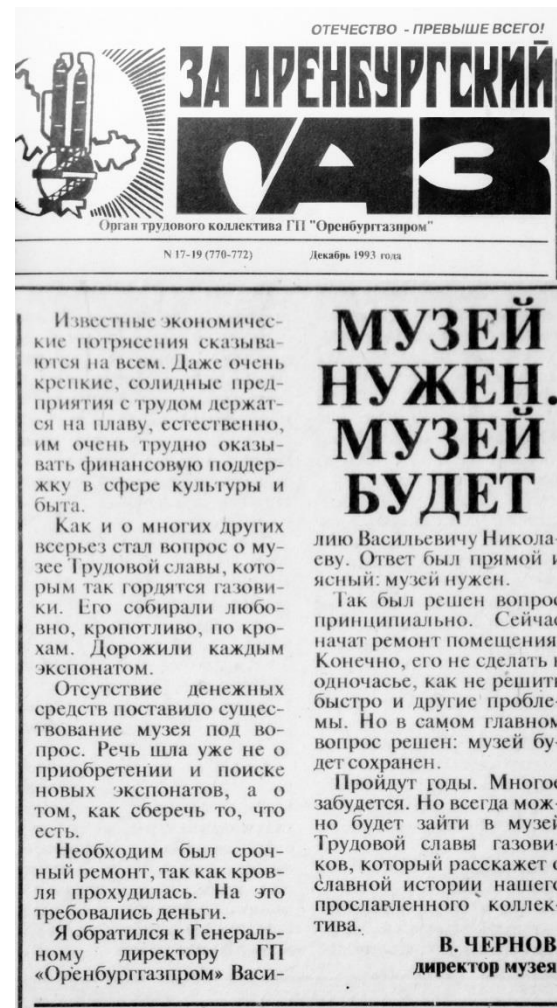 ОТЕЧЕСТВО - ПРЕВЫШЕ ВСЕГО!
ЗА ОРЕНБУРГСКИЙ
ГАЗ
Орган трудового коллектива ГП "Оренбурггазпром"
N 17-19 (770-772) Декабрь 1993 года
Известные экономичес-
кие потрясения сказыва-
ются на всем. Даже очень
крепкие, солидные пред-
приятия с трудом держат-
ся на плаву, естественно,
им очень трудно оказы-
вать финансовую поддер-
жку в сфере культуры и
быта.
Как и о многих других
всерьез стал вопрос о му-
зее Трудовой славы, кото-
рым так гордятся газови-
ки. Его собирали любо-
вно, кропотливо, по кро-
хам. Дорожили каждым
экспонатом.
Отсутствие денежных
средств поставило сущес-
твование музея под во-
прос. Речь шла уже не о
приобретении и поиске
новых экспонатов, а о
том, как сберечь то, что
есть.
Необходим был сроч-
ный ремонт, так как кров-
ля прохудилась. На это
требовались деньги.
Я обратился к Генераль-
ному директору ГП
«Оренбурггазпром» Васи-
МУЗЕЙ
НУЖЕН.
МУЗЕЙ
БУДЕТ
лию Васильевичу Никола-
еву. Ответ был прямой и
ясный: музей нужен.
Так был решен вопрос
принципиально. Сейчас
начат ремонт помещения.
Конечно, его не сделать в
одночасье, как не решить
быстро и другие пробле-
мы. Но в самом главном
вопрос решен: музей бу-
дет сохранен.
Пройдут годы. Многое
забудется. Но всегда мож-
но будет зайти в музей
Трудовой славы газови-
ков, который расскажет о
славной истории нашего
прославленного коллек-
тива.
В. ЧЕРНОВ,
директор музея